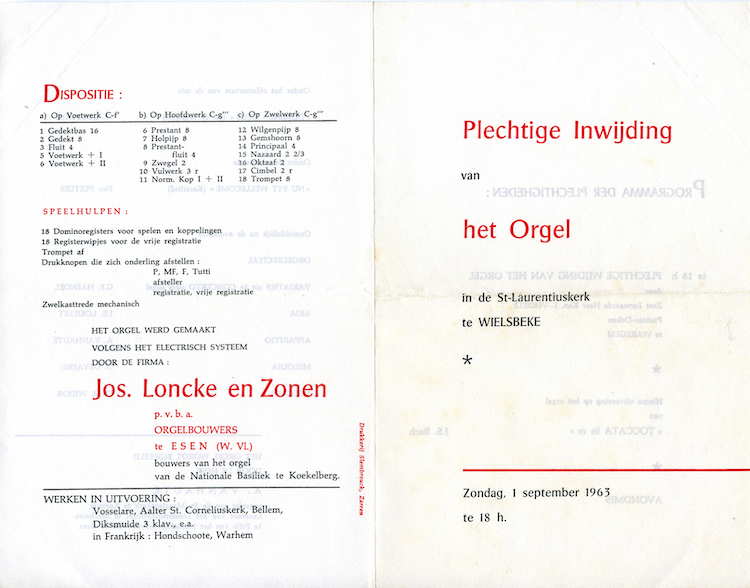 DISPOSITIE :
a) Op Voetwerk C-f'
1 Gedektbas 16
2 Gedekt 8
3 Fluit 4
5 Voetwerk + I
6 Voetwerk + II
b) Op Hoofdwerk C-g'''
6 Prestant 8
7 Holpijp 8
8 Prestant-
fluit 4
9 Zwegel 2
10 Vulwerk 3 r
11 Norm. Kop I + II
c) Op Zwelwerk C-g'''
12 Wilgenpijp 8
13 Gemshoorn 8
14 Principaal 4
15 Nazaard 2 2/3
16 Oktaaf 2
17 Cimbel 2 r
18 Trompet 8
SPEELHULPEN :
18 Dominoregisters voor spelen en koppelingen
18 Registerwipjes voor de vrije registratie
Trompet af
Drukknopen die zich onderling afstellen :
P, MF, F, Tutti
afsteller
registratie, vrije registratie
Zwelkasttrede mechanisch
HET ORGEL WERD GEMAAKT
VOLGENS HET ELECTRISCH SYSTEEM
DOOR DE FIRMA :
Jos. Loncke en Zonen
p. v. b. a.
ORGELBOUWERS
te ESEN (W. Vl.)
bouwers van het orgel
van de Nationale Basiliek te Koekelberg.
WERKEN IN UITVOERING :
Vosselare, Aalter St. Corneliuskerk, Bellem,
Diksmuide 3 klav., e.a.
in Frankrijk : Hondschoote, Warhem
Drukkerij Slembrouck, Zarren
Plechtige Inwijding
van
het Orgel
in de St-Laurentiuskerk
te WIELSBEKE
*
Zondag, 1 september 1963
te 18 h.